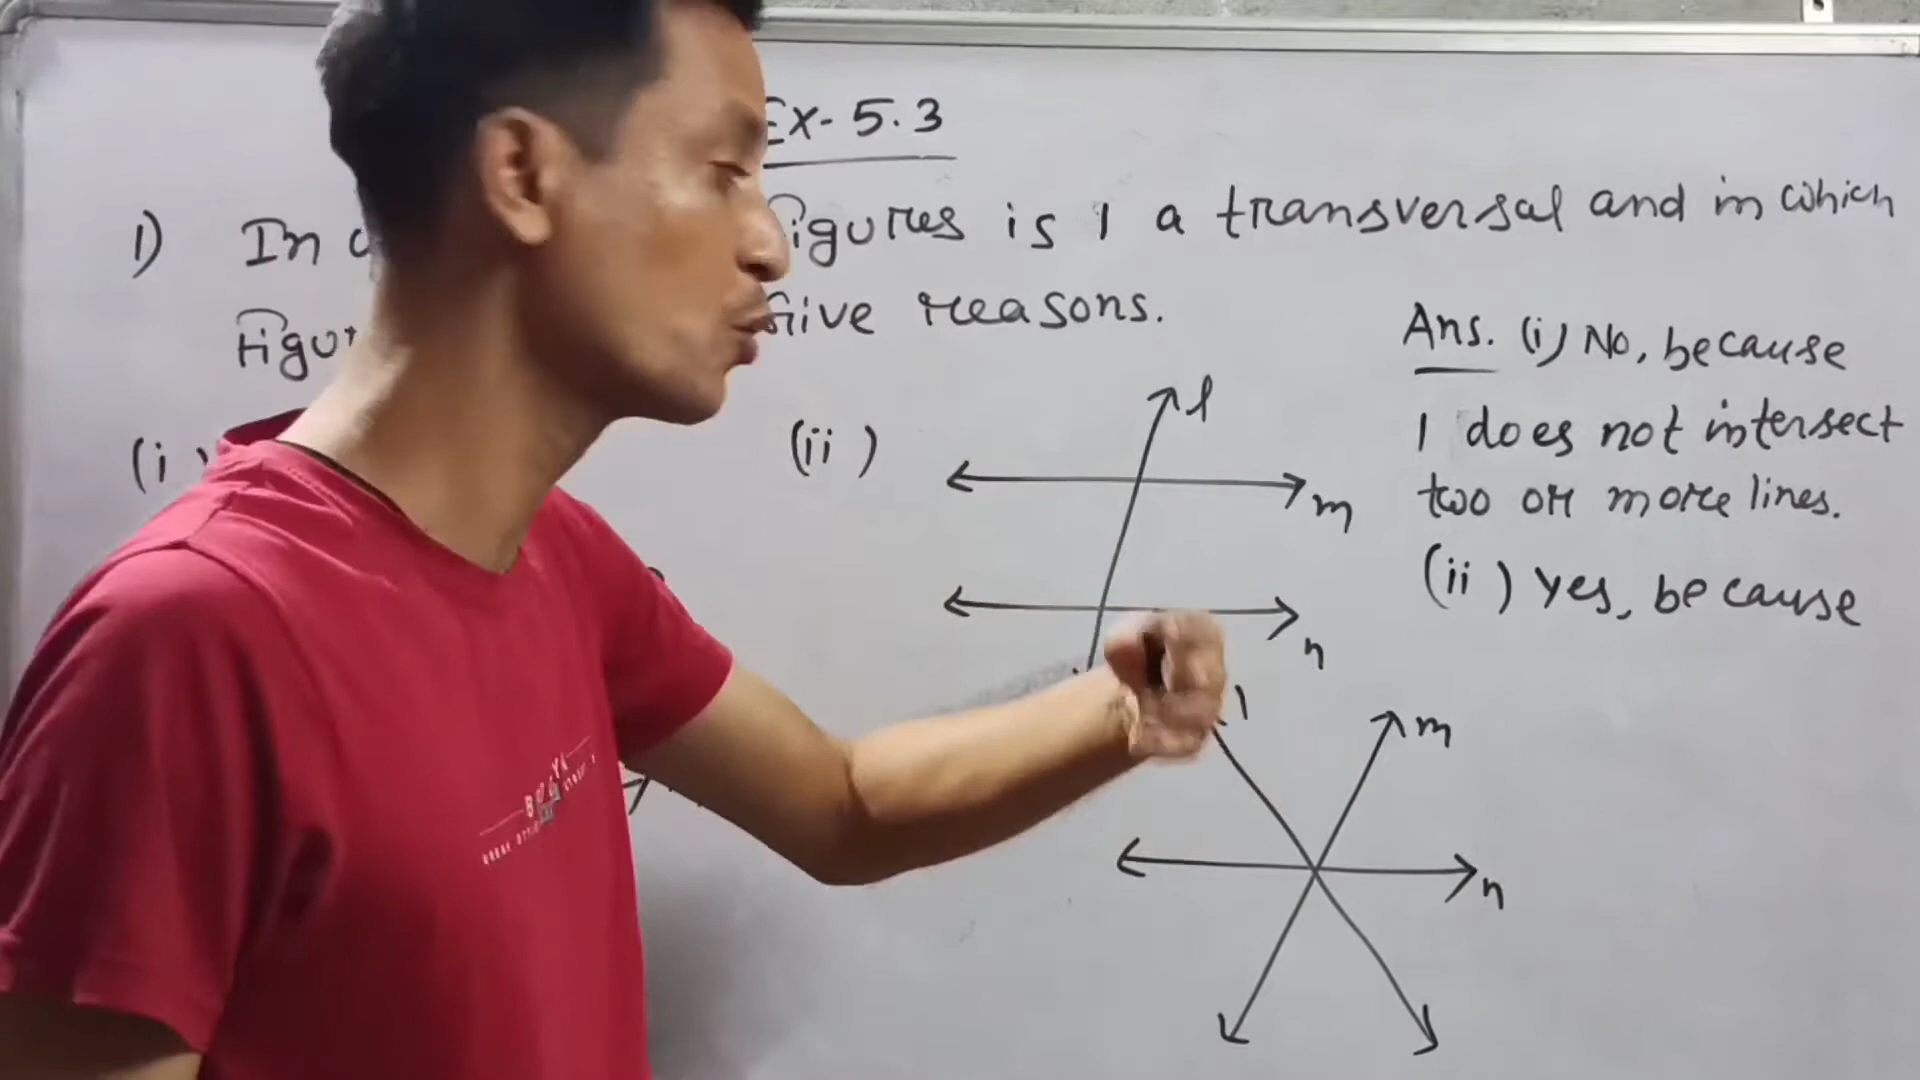 Ex- 5.3
1) In figures is l a transversal and in which
Give reasons.
Ans. (i) No, because
l does not intersect
two or more lines.
(ii) Yes, because
(i
(ii)
l
m
n
l
m
n